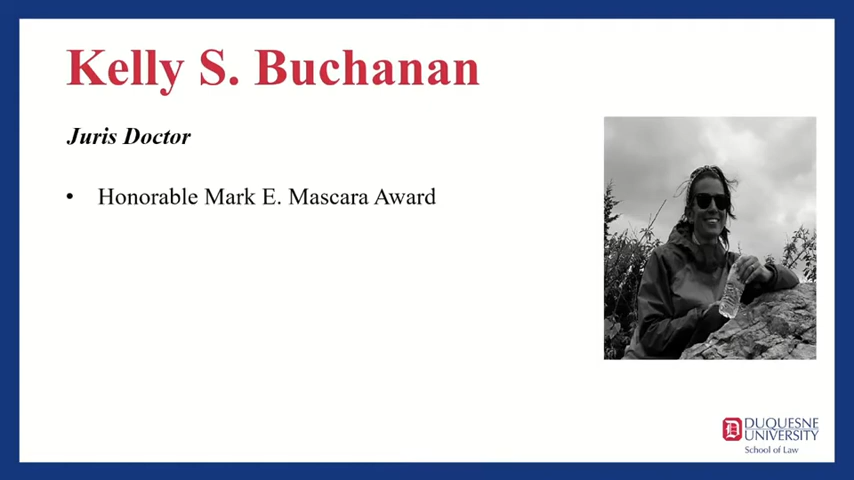 Kelly S. Buchanan
Juris Doctor
• Honorable Mark E. Mascara Award
D DUQUESNE
UNIVERSITY
School of Law